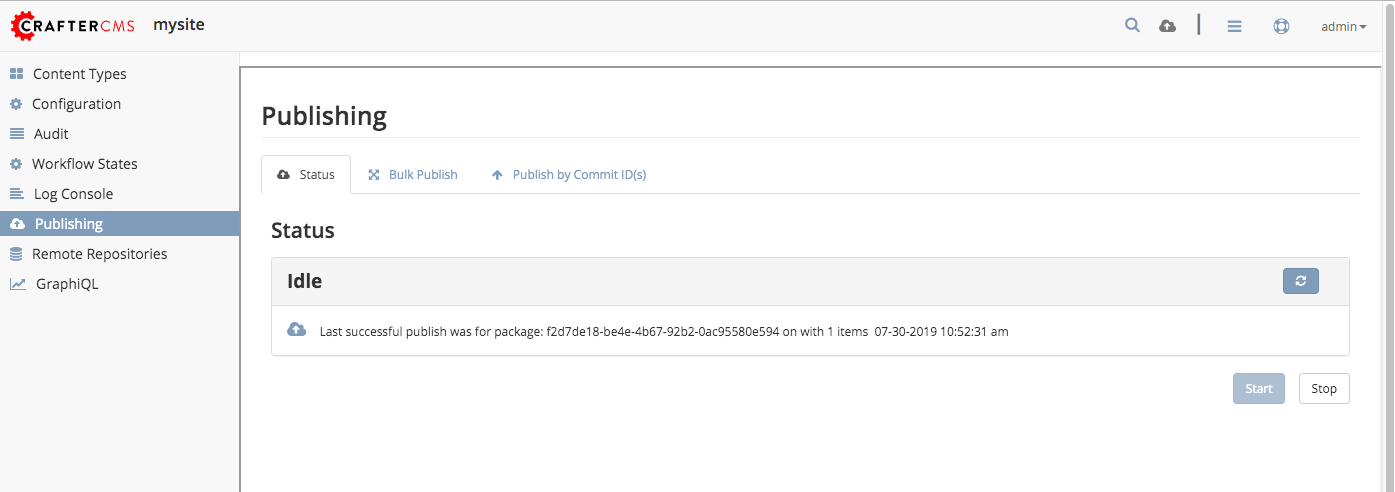 CRAFTERCMS mysite admin
Content Types
Configuration
Audit
Workflow States
Log Console
Publishing
Remote Repositories
GraphiQL
Publishing
Status Bulk Publish Publish by Commit ID(s)
Status
Idle
Last successful publish was for package: f2d7de18-be4e-4b67-92b2-0ac95580e594 on with 1 items 07-30-2019 10:52:31 am
Start Stop